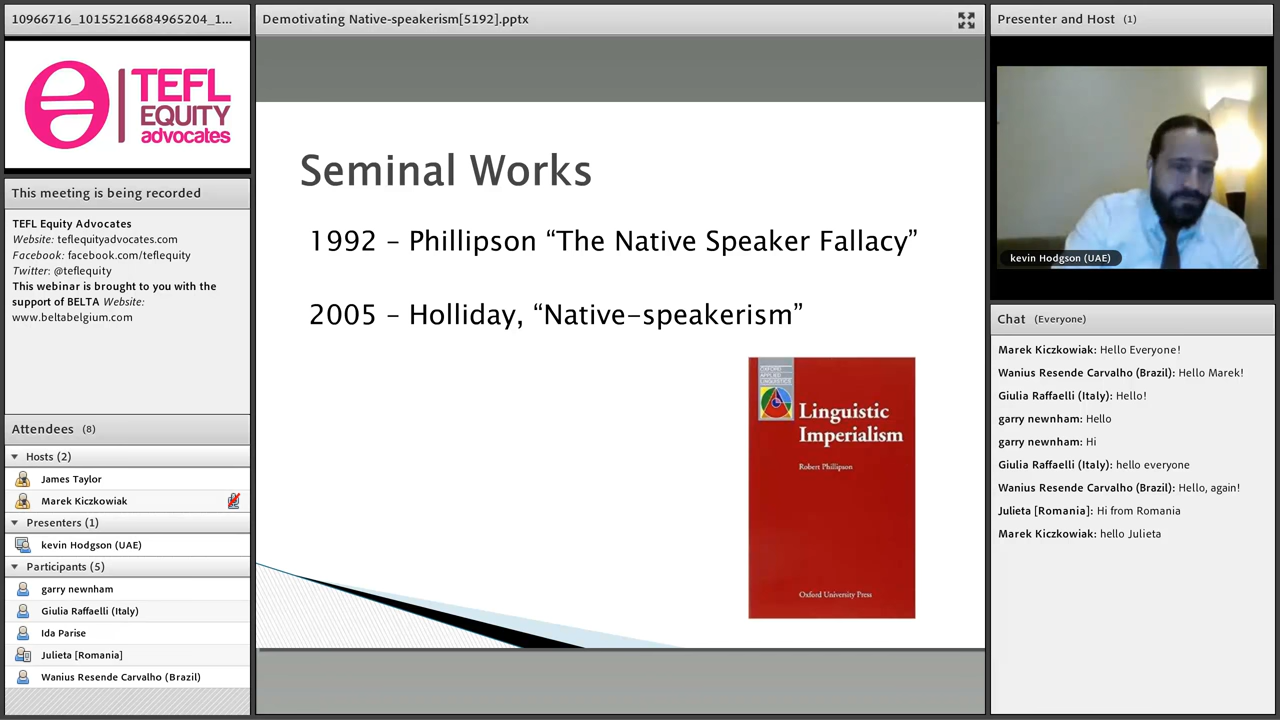 10966716_10155216684965204_1...
TEFL
EQUITY
advocates
This meeting is being recorded
TEFL Equity Advocates
Website: teflequityadvocates.com
Facebook: facebook.com/teflequity
Twitter: @teflequity
This webinar is brought to you with the
support of BELTA Website:
www.beltabelgium.com
Attendees (8)
Hosts (2)
James Taylor
Marek Kiczkowiak
Presenters (1)
kevin Hodgson (UAE)
Participants (5)
garry newnham
Giulia Raffaelli (Italy)
Ida Parise
Julieta [Romania]
Wanius Resende Carvalho (Brazil)
Demotivating Native-speakerism[5192].pptx
Seminal Works
1992 – Phillipson “The Native Speaker Fallacy”
2005 – Holliday, “Native-speakerism”
OXFORD
APPLIED
LINGUISTICS
Linguistic
Imperialism
Robert Phillipson
Oxford University Press
Presenter and Host (1)
kevin Hodgson (UAE)
Chat (Everyone)
Marek Kiczkowiak: Hello Everyone!
Wanius Resende Carvalho (Brazil): Hello Marek!
Giulia Raffaelli (Italy): Hello!
garry newnham: Hello
garry newnham: Hi
Giulia Raffaelli (Italy): hello everyone
Wanius Resende Carvalho (Brazil): Hello, again!
Julieta [Romania]: Hi from Romania
Marek Kiczkowiak: hello Julieta